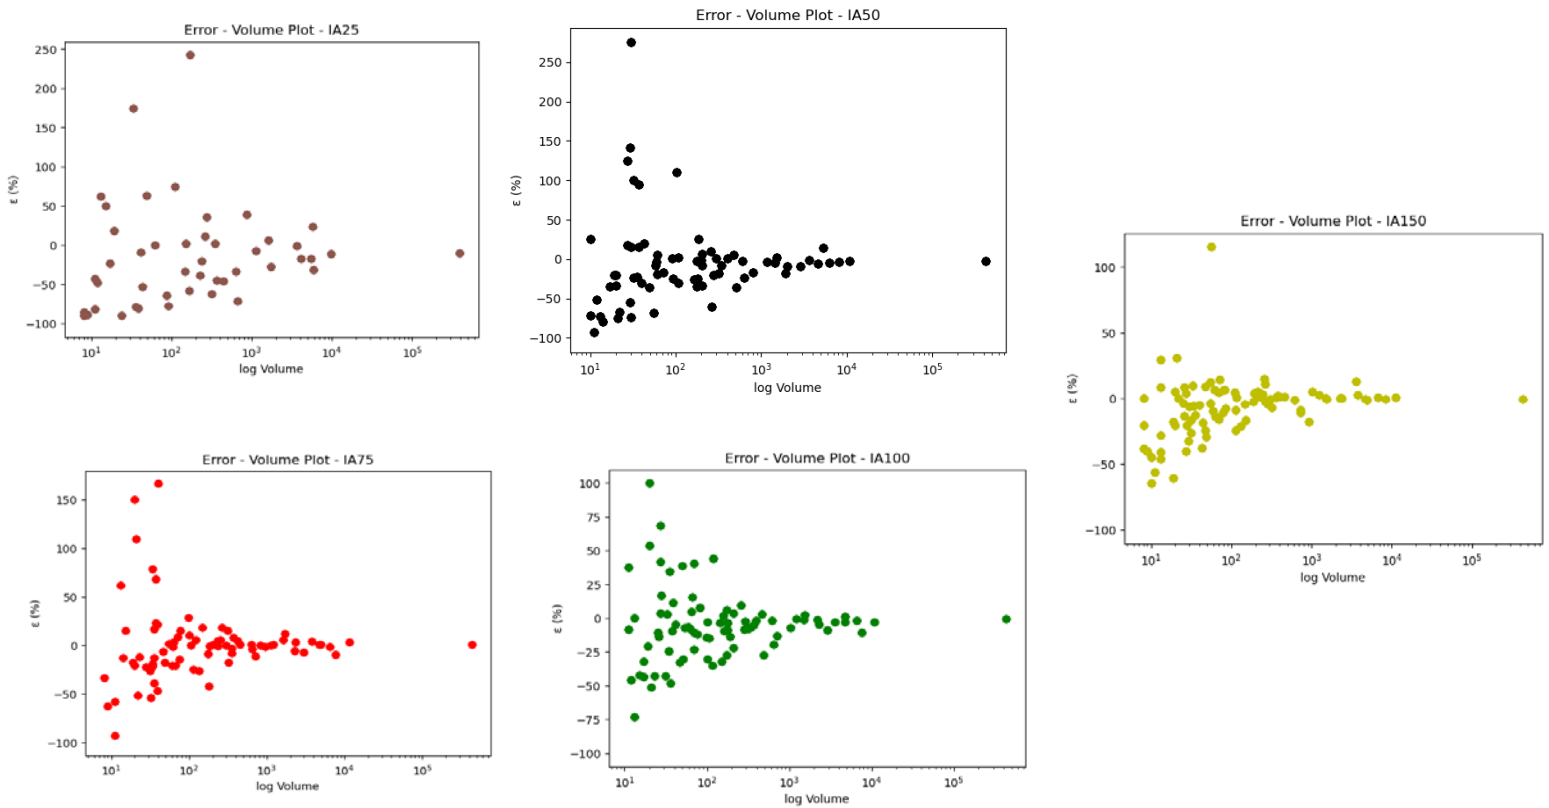 Error - Volume Plot - IA25
250
200
150
100
50
0
−50
−100
ε (%)
10¹ 10² 10³ 10⁴ 10⁵
log Volume
Error - Volume Plot - IA50
250
200
150
100
50
0
−50
−100
ε (%)
10¹ 10² 10³ 10⁴ 10⁵
log Volume
Error - Volume Plot - IA150
100
50
0
−50
−100
ε (%)
10¹ 10² 10³ 10⁴ 10⁵
log Volume
Error - Volume Plot - IA75
150
100
50
0
−50
−100
ε (%)
10¹ 10² 10³ 10⁴ 10⁵
log Volume
Error - Volume Plot - IA100
100
75
50
25
0
−25
−50
−75
−100
ε (%)
10¹ 10² 10³ 10⁴ 10⁵
log Volume